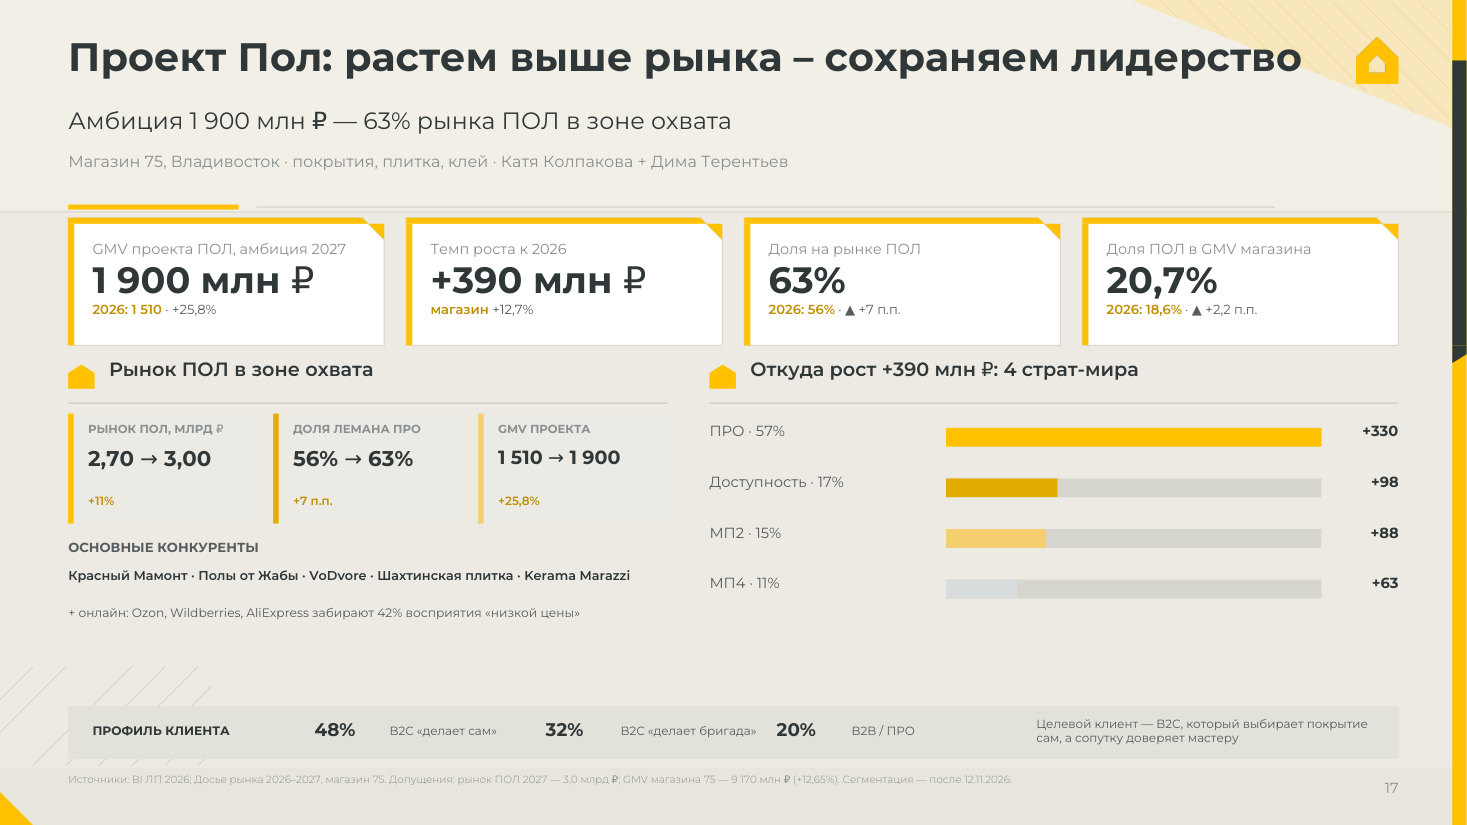 Проект Пол: растем выше рынка – сохраняем лидерство
Амбиция 1 900 млн ₽ — 63% рынка ПОЛ в зоне охвата
Магазин 75, Владивосток · покрытия, плитка, клей · Катя Колпакова + Дима Терентьев
GMV проекта ПОЛ, амбиция 2027
1 900 млн ₽
2026: 1 510 · +25,8%
Темп роста к 2026
+390 млн ₽
магазин +12,7%
Доля на рынке ПОЛ
63%
2026: 56% · ▲ +7 п.п.
Доля ПОЛ в GMV магазина
20,7%
2026: 18,6% · ▲ +2,2 п.п.
Рынок ПОЛ в зоне охвата
РЫНОК ПОЛ, МЛРД ₽
2,70 → 3,00
+11%
ДОЛЯ ЛЕМАНА ПРО
56% → 63%
+7 п.п.
GMV ПРОЕКТА
1 510 → 1 900
+25,8%
ОСНОВНЫЕ КОНКУРЕНТЫ
Красный Мамонт · Полы от Жабы · VoDvore · Шахтинская плитка · Kerama Marazzi
+ онлайн: Ozon, Wildberries, AliExpress забирают 42% восприятия «низкой цены»
Откуда рост +390 млн ₽: 4 страт-мира
ПРО · 57% +330
Доступность · 17% +98
МП2 · 15% +88
МП4 · 11% +63
ПРОФИЛЬ КЛИЕНТА
48% B2C «делает сам»
32% B2C «делает бригада»
20% B2B / ПРО
Целевой клиент — B2C, который выбирает покрытие
сам, а сопутку доверяет мастеру
Источники: BI ЛП 2026; Досье рынка 2026–2027, магазин 75. Допущения: рынок ПОЛ 2027 — 3,0 млрд ₽; GMV магазина 75 — 9 170 млн ₽ (+12,65%). Сегментация — после 12.11.2026.
17